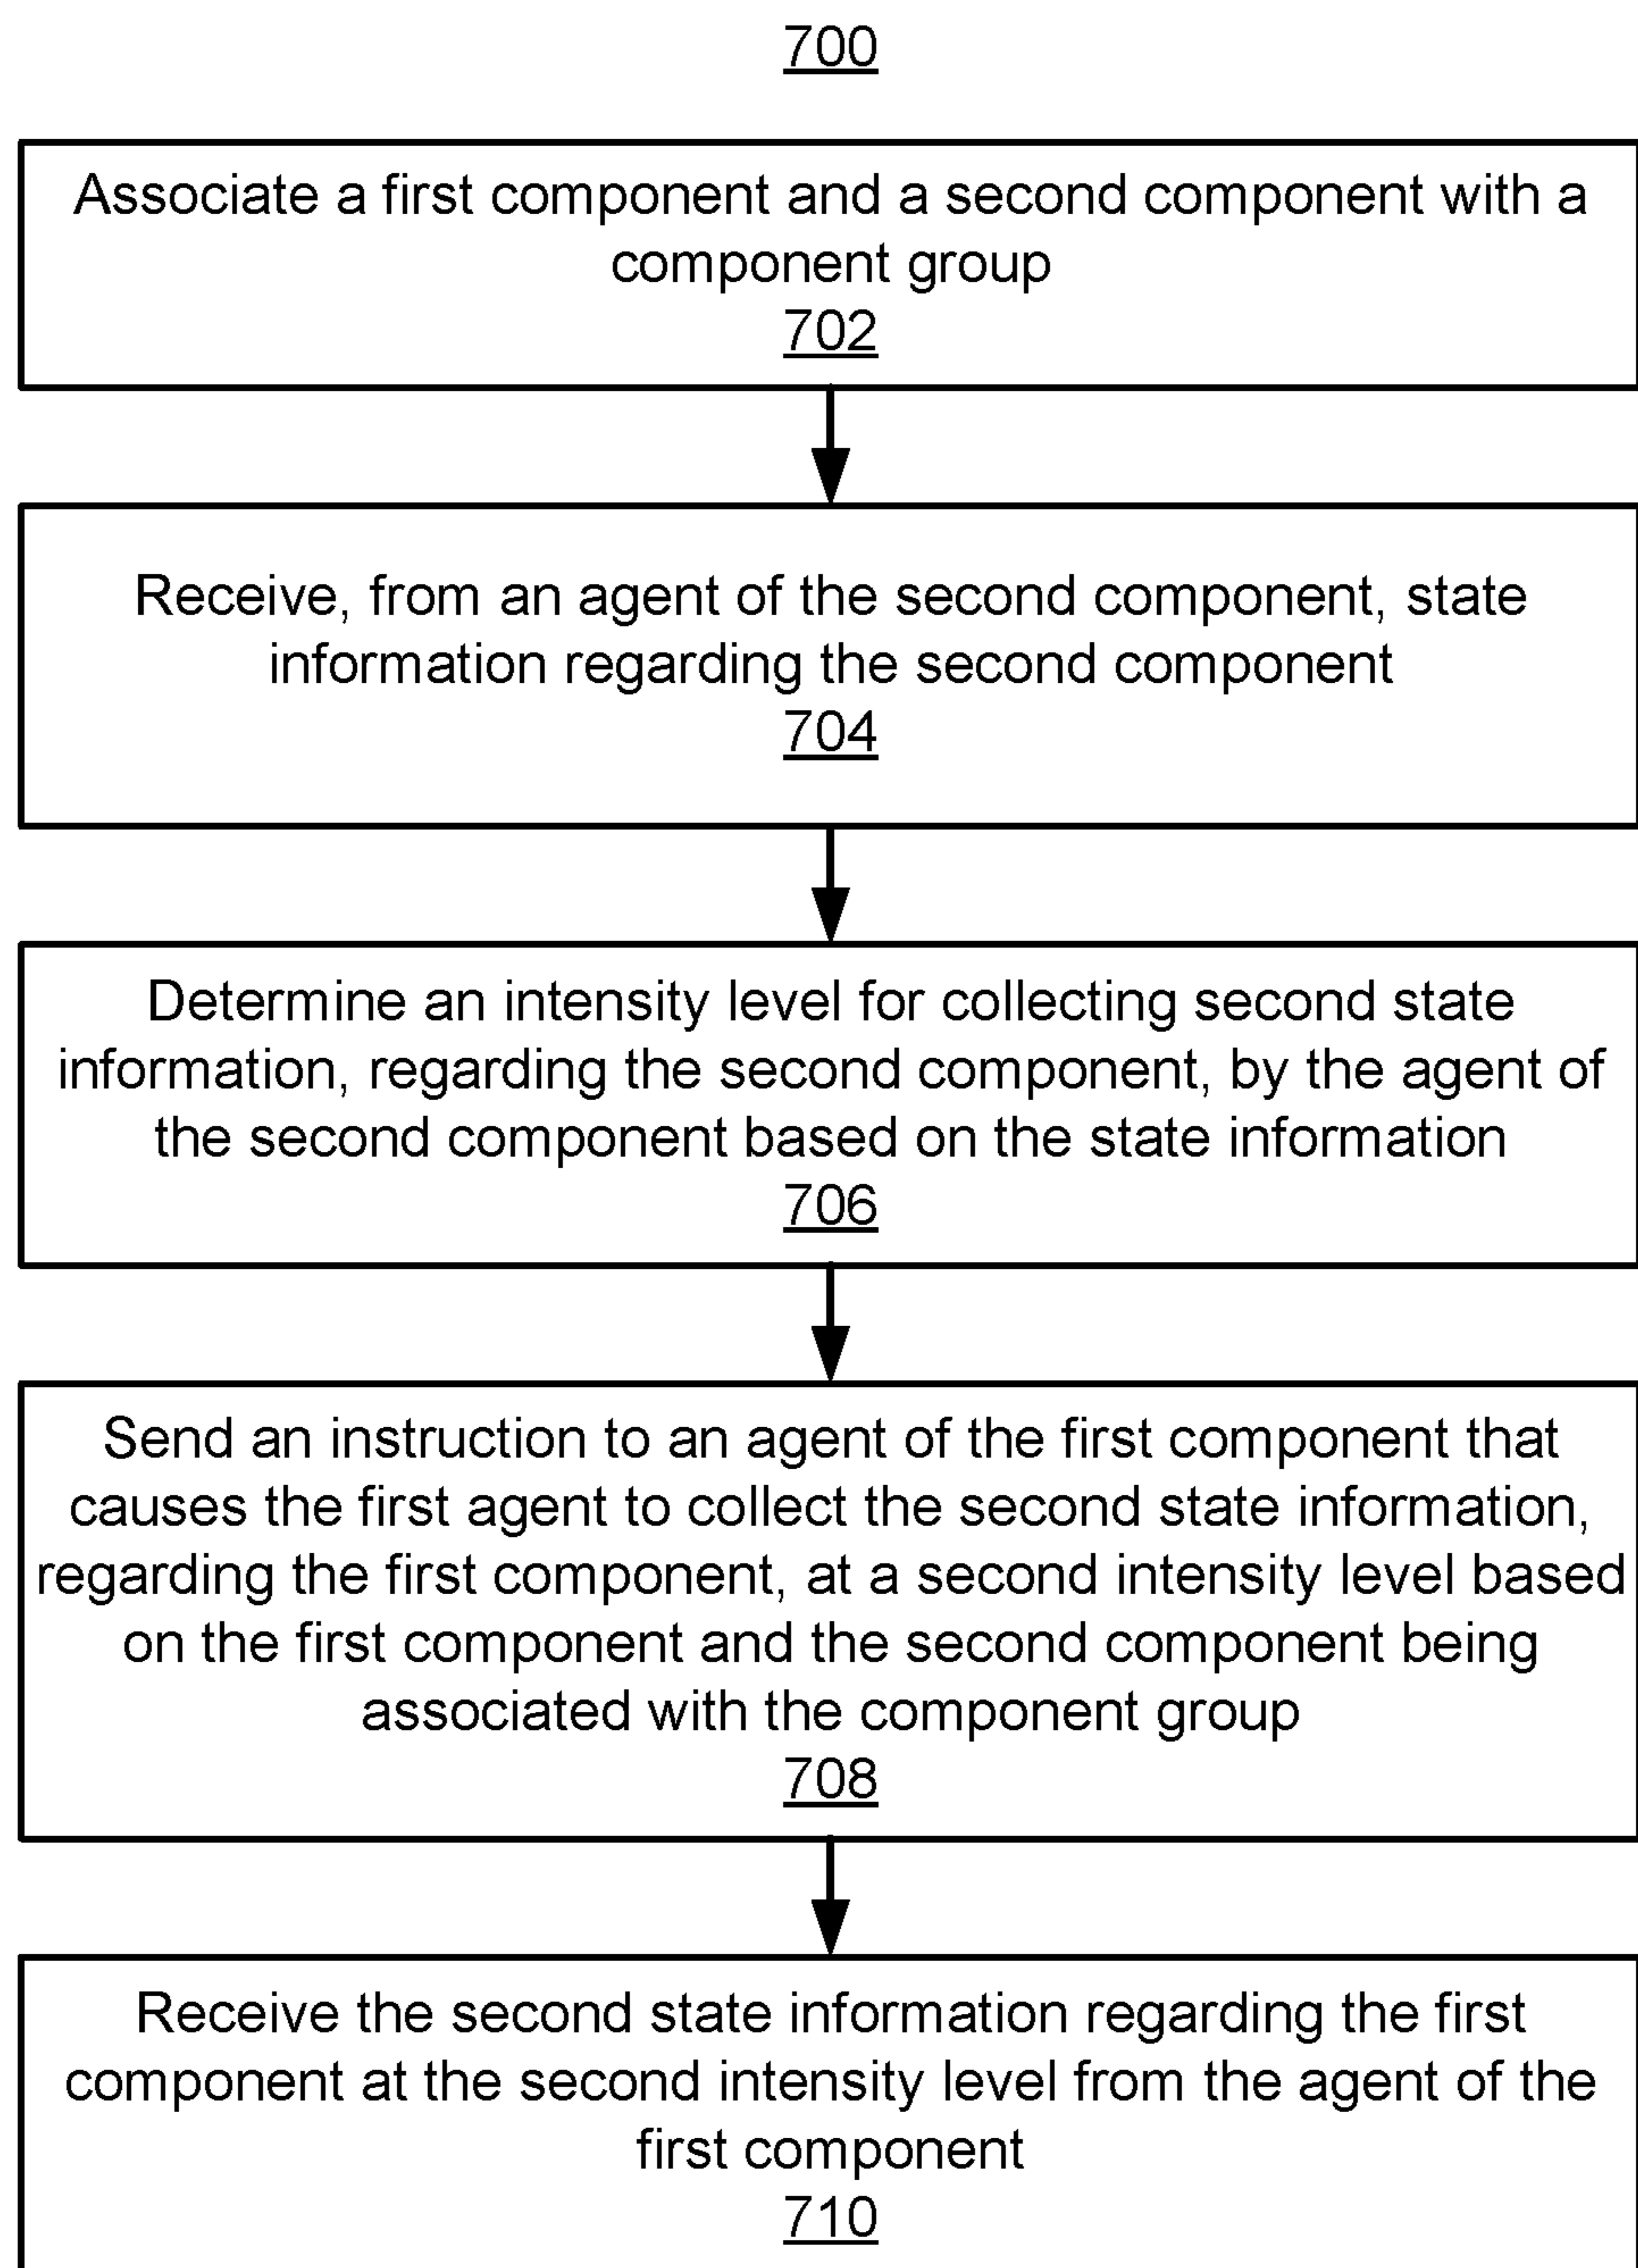 700
Associate a first component and a second component with a
component group
702
Receive, from an agent of the second component, state
information regarding the second component
704
Determine an intensity level for collecting second state
information, regarding the second component, by the agent of
the second component based on the state information
706
Send an instruction to an agent of the first component that
causes the first agent to collect the second state information,
regarding the first component, at a second intensity level based
on the first component and the second component being
associated with the component group
708
Receive the second state information regarding the first
component at the second intensity level from the agent of the
first component
710